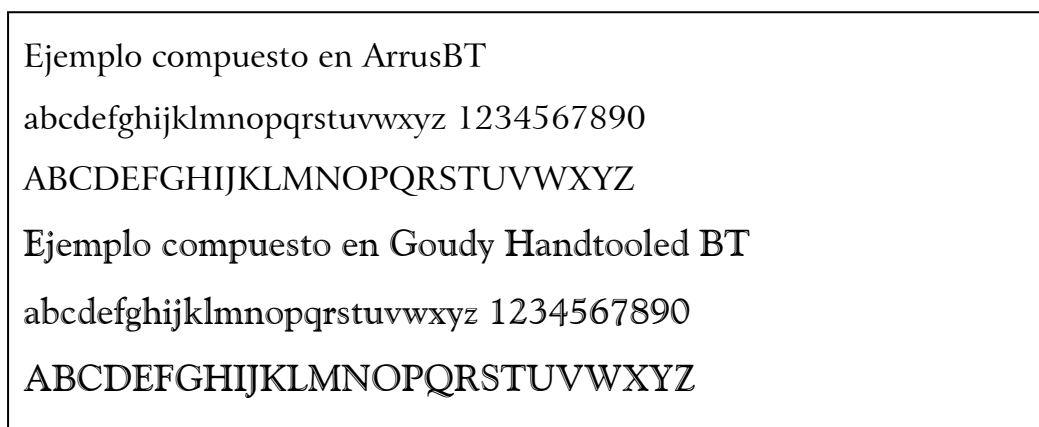 Ejemplo compuesto en ArrusBT
abcdefghijklmnopqrstuvwxyz 1234567890
ABCDEFGHIJKLMNOPQRSTUVWXYZ
Ejemplo compuesto en Goudy Handtooled BT
abcdefghijklmnopqrstuvwxyz 1234567890
ABCDEFGHIJKLMNOPQRSTUVWXYZ